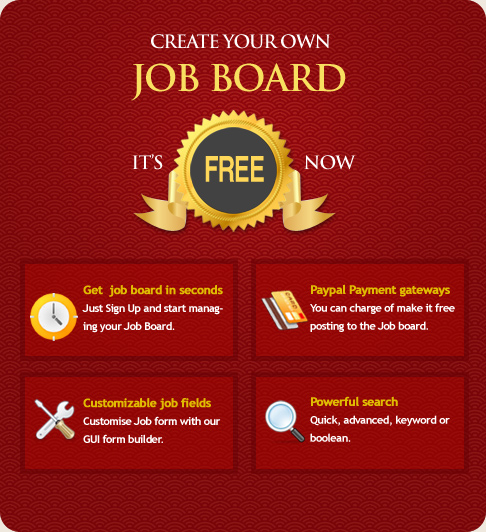 CREATE YOUR OWN
JOB BOARD
IT'S FREE NOW
Get job board in seconds
Just Sign Up and start manag-
ing your Job Board.
Paypal Payment gateways
You can charge of make it free
posting to the Job board.
Customizable job fields
Customise Job form with our
GUI form builder.
Powerful search
Quick, advanced, keyword or
boolean.